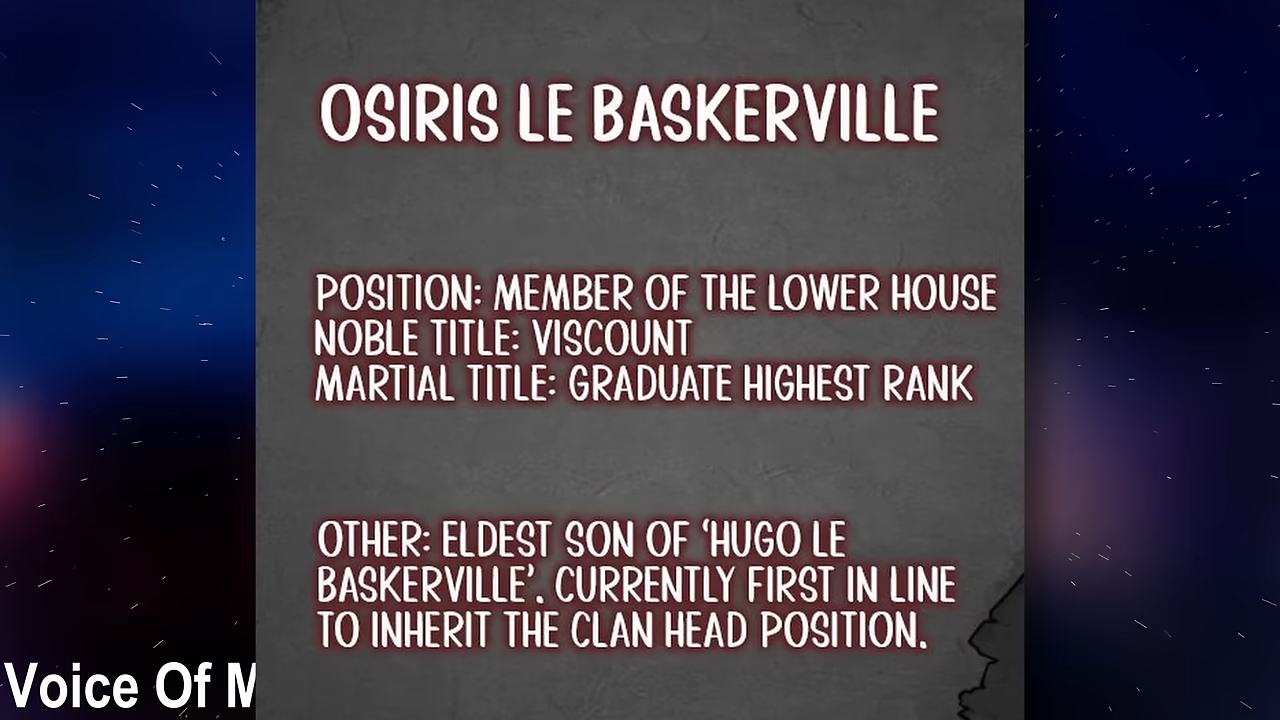 OSIRIS LE BASKERVILLE
POSITION: MEMBER OF THE LOWER HOUSE
NOBLE TITLE: VISCOUNT
MARTIAL TITLE: GRADUATE HIGHEST RANK
OTHER: ELDEST SON OF ‘HUGO LE
BASKERVILLE’. CURRENTLY FIRST IN LINE
TO INHERIT THE CLAN HEAD POSITION.
Voice Of